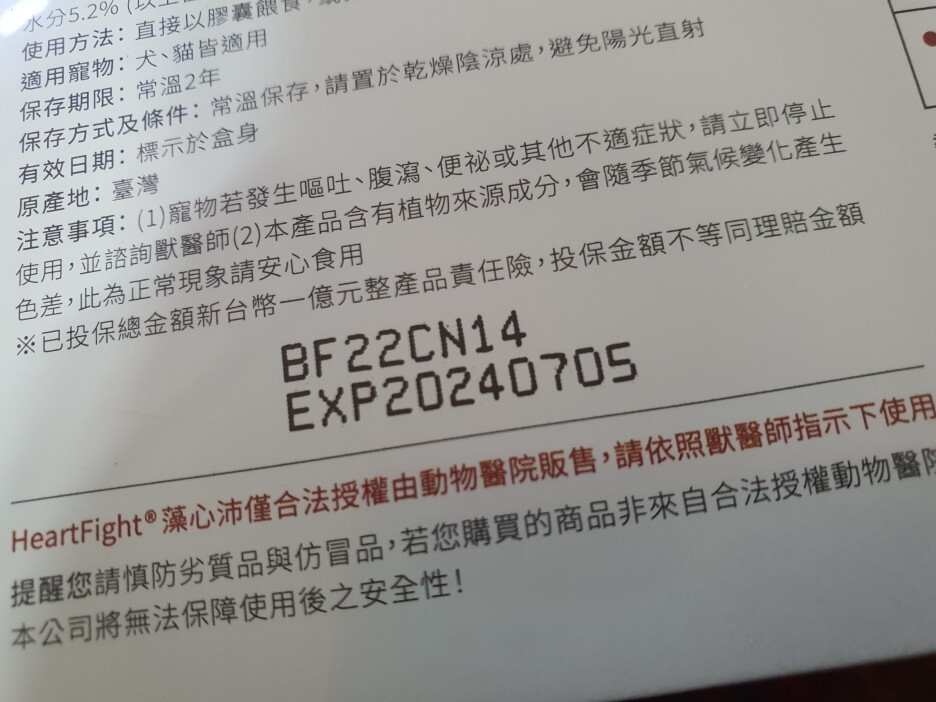 水分5.2%
使用方法：直接以膠囊餵食，
適用寵物：犬、貓皆適用
保存期限：常溫2年
保存方式及條件：常溫保存，請置於乾燥陰涼處，避免陽光直射
有效日期：標示於盒身
原產地：臺灣
注意事項：(1)寵物若發生嘔吐、腹瀉、便祕或其他不適症狀，請立即停止
使用，並諮詢獸醫師(2)本產品含有植物來源成分，會隨季節氣候變化產生
色差，此為正常現象請安心食用
※已投保總金額新台幣一億元整產品責任險，投保金額不等同理賠金額
BF22CN14
EXP20240705
HeartFight®藻心沛僅合法授權由動物醫院販售，請依照獸醫師指示下使用
提醒您請慎防劣質品與仿冒品，若您購買的商品非來自合法授權動物醫院
本公司將無法保障使用後之安全性！